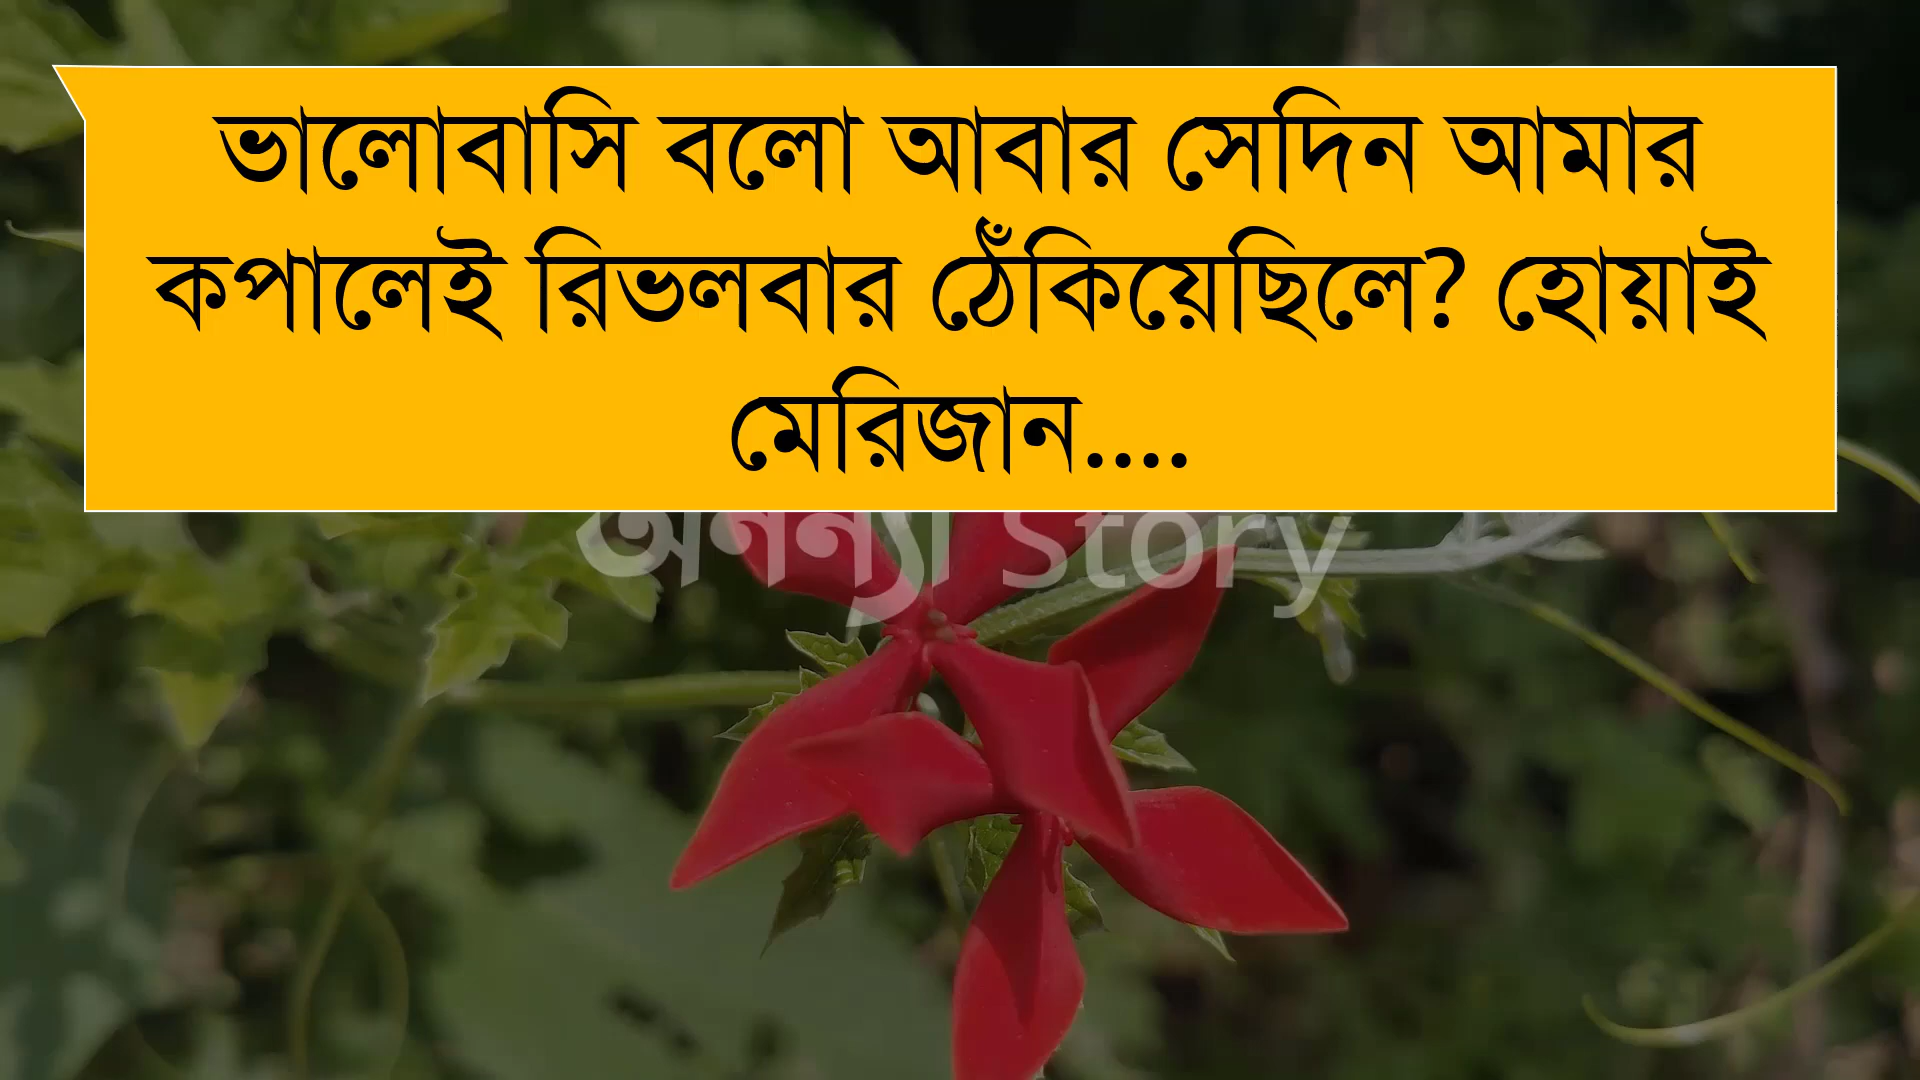 ভালোবাসি বলো আবার সেদিন আমার
কপালেই রিভলবার ঠেঁকিয়েছিলে? হোয়াই
মেরিজান....
অনন্যা Story